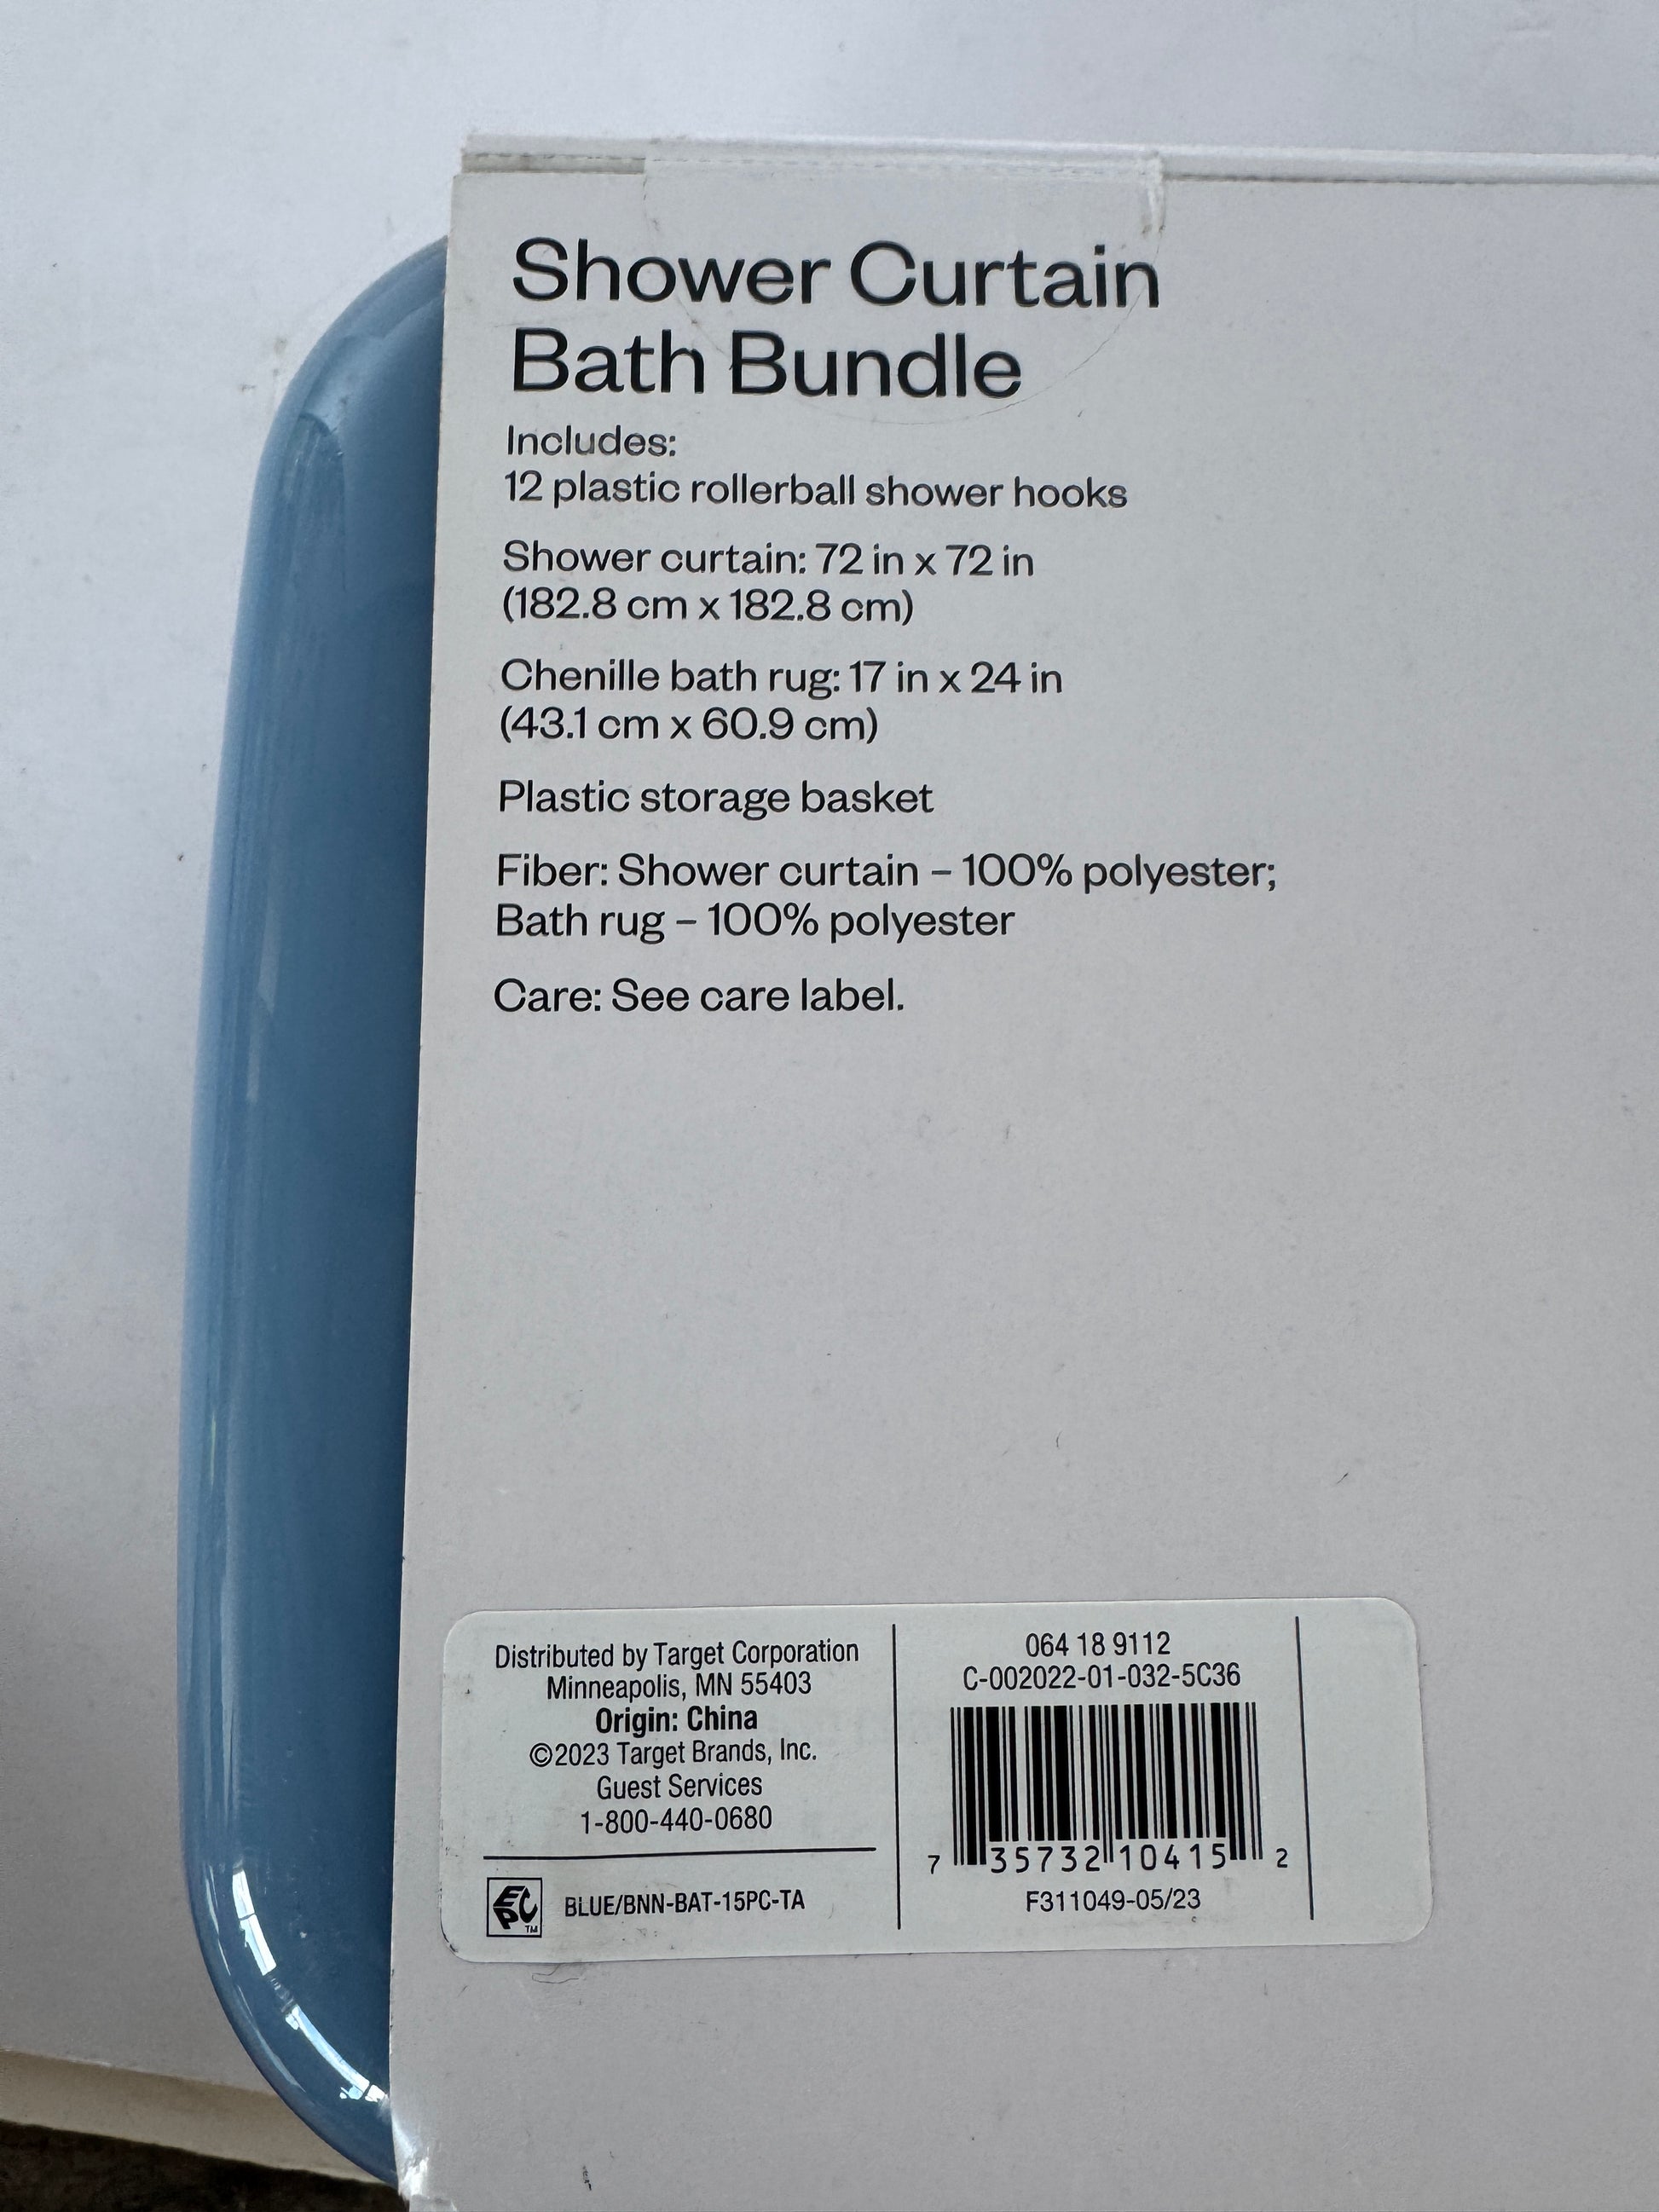 Shower Curtain
Bath Bundle
Includes:
12 plastic rollerball shower hooks
Shower curtain: 72 in x 72 in
(182.8 cm x 182.8 cm)
Chenille bath rug: 17 in x 24 in
(43.1 cm x 60.9 cm)
Plastic storage basket
Fiber: Shower curtain – 100% polyester;
Bath rug – 100% polyester
Care: See care label.
Distributed by Target Corporation
Minneapolis, MN 55403
Origin: China
©2023 Target Brands, Inc.
Guest Services
1-800-440-0680
EPC TM
BLUE/BNN-BAT-15PC-TA
064 18 9112
C-002022-01-032-5C36
7 35732 10415 2
F311049-05/23